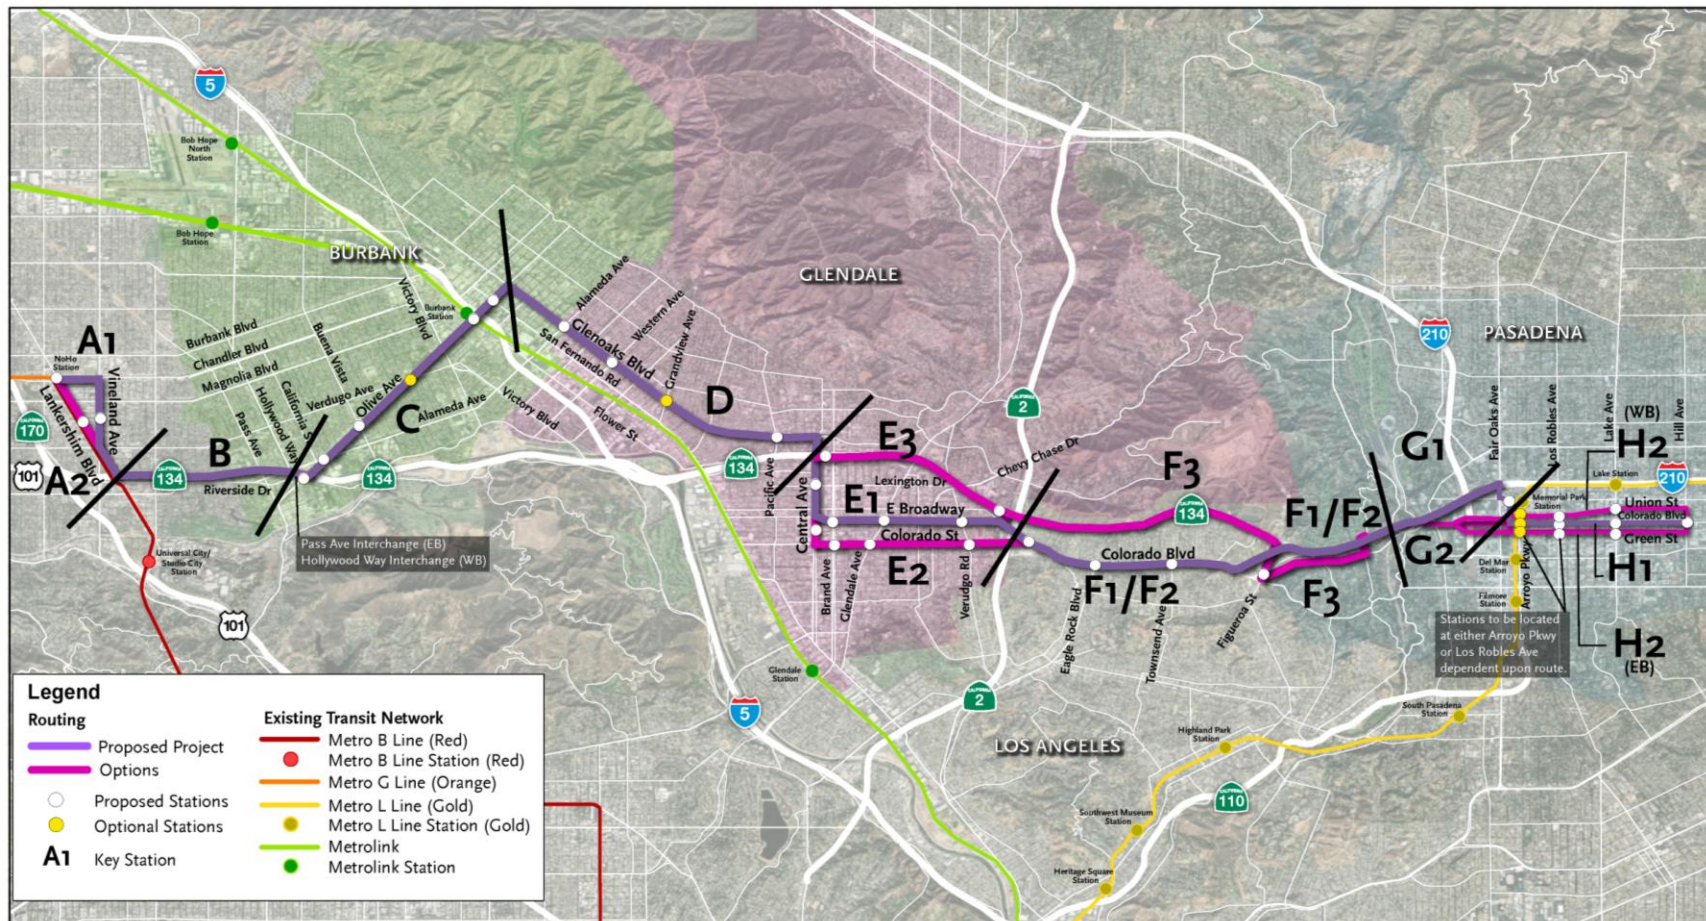 5
Bob Hope
North
Station
Bob Hope
Station
BURBANK
GLENDALE
PASADENA
LOS ANGELES
210
2
A1
NoHo
Station
Vineland Ave
Lankershim Blvd
CALIFORNIA
170
101
A2
Burbank Blvd
Chandler Blvd
Magnolia Blvd
Buena Vista
Victory Blvd
Burbank
Station
Verdugo Ave
Olive Ave
California St
Hollywood Way
Pass Ave
Alameda Ave
B
CALIFORNIA
134
Riverside Dr
C
CALIFORNIA
134
Victory Blvd
Flower St
San Fernando Rd
Glenoaks Blvd
Alameda Ave
Western Ave
Grandview Ave
D
CALIFORNIA
134
Pacific Ave
Central Ave
E3
Lexington Dr
Chevy Chase Dr
E1
E Broadway
Colorado St
E2
Brand Ave
Glendale Ave
Verdugo Rd
F3
CALIFORNIA
134
F1/F2
Colorado Blvd
F1/F2
Eagle Rock Blvd
Townsend Ave
Figueroa St
F3
G1
G2
Fair Oaks Ave
Los Robles Ave
Lake Ave
Hill Ave
(WB)
H2
Lake Station
210
Memorial Park
Station
Union St
Colorado Blvd
Green St
Del Mar
Station
Arroyo Pkwy
H1
Fillmore
Station
H2
(EB)
Stations to be located
at either Arroyo Pkwy
or Los Robles Ave
dependent upon route.
Pass Ave Interchange (EB)
Hollywood Way Interchange (WB)
Universal City/
Studio City
Station
101
Glendale
Station
5
CALIFORNIA
2
South Pasadena
Station
Highland Park
Station
CALIFORNIA
110
Southwest Museum
Station
Heritage Square
Station
Legend
Routing
Proposed Project
Options
Proposed Stations
Optional Stations
A1 Key Station
Existing Transit Network
Metro B Line (Red)
Metro B Line Station (Red)
Metro G Line (Orange)
Metro L Line (Gold)
Metro L Line Station (Gold)
Metrolink
Metrolink Station